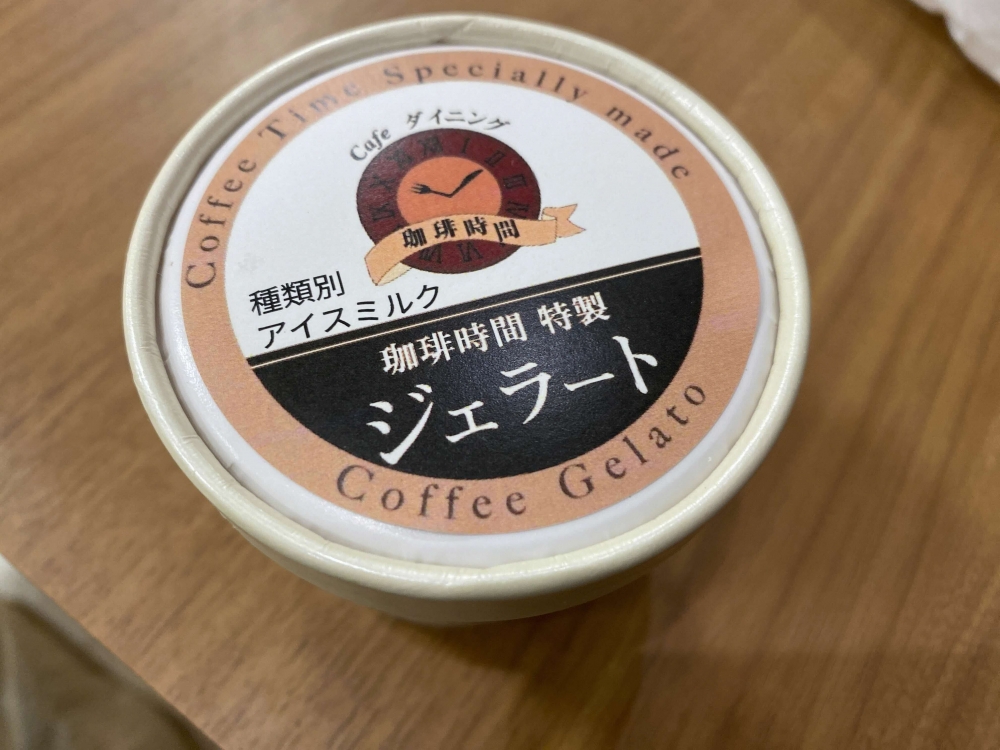 Coffee Time Specially made
Cafe ダイニング
珈琲時間
種類別
アイスミルク
珈琲時間 特製
ジェラート
Coffee Gelato